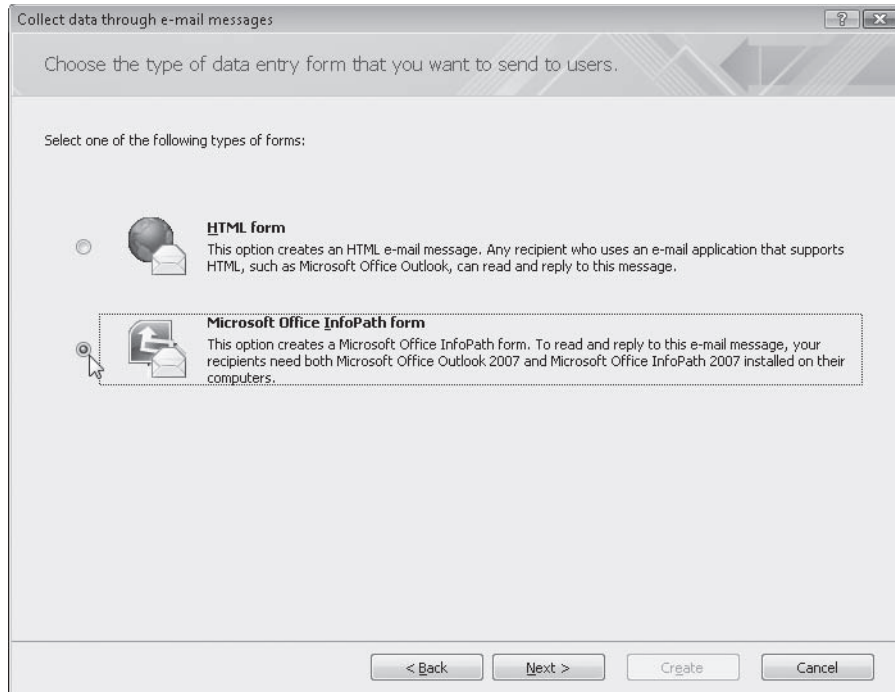 Collect data through e-mail messages
Choose the type of data entry form that you want to send to users.
Select one of the following types of forms:
HTML form
This option creates an HTML e-mail message. Any recipient who uses an e-mail application that supports
HTML, such as Microsoft Office Outlook, can read and reply to this message.
Microsoft Office InfoPath form
This option creates a Microsoft Office InfoPath form. To read and reply to this e-mail message, your
recipients need both Microsoft Office Outlook 2007 and Microsoft Office InfoPath 2007 installed on their
computers.
< Back Next > Create Cancel